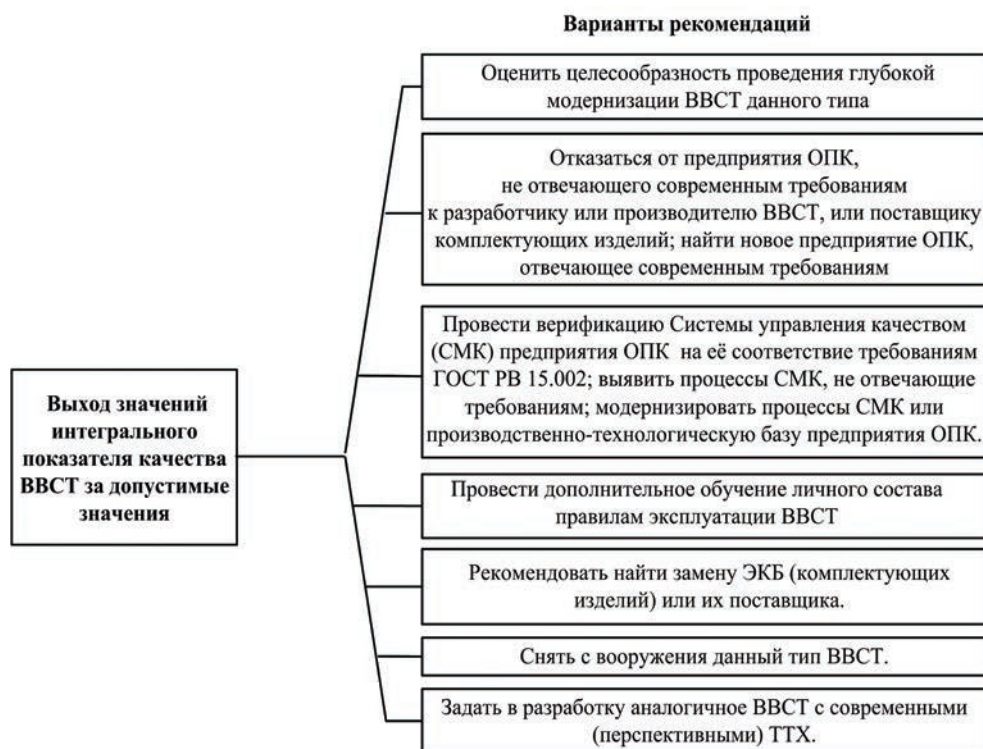 Варианты рекомендаций
Оценить целесообразность проведения глубокой
модернизации ВВСТ данного типа
Отказаться от предприятия ОПК,
не отвечающего современным требованиям
к разработчику или производителю ВВСТ, или поставщику
комплектующих изделий; найти новое предприятие ОПК,
отвечающее современным требованиям
Провести верификацию Системы управления качеством
(СМК) предприятия ОПК на её соответствие требованиям
ГОСТ РВ 15.002; выявить процессы СМК, не отвечающие
требованиям; модернизировать процессы СМК или
производственно-технологическую базу предприятия ОПК.
Выход значений
интегрального
показателя качества
ВВСТ за допустимые
значения
Провести дополнительное обучение личного состава
правилам эксплуатации ВВСТ
Рекомендовать найти замену ЭКБ (комплектующих
изделий) или их поставщика.
Снять с вооружения данный тип ВВСТ.
Задать в разработку аналогичное ВВСТ с современными
(перспективными) ТТХ.